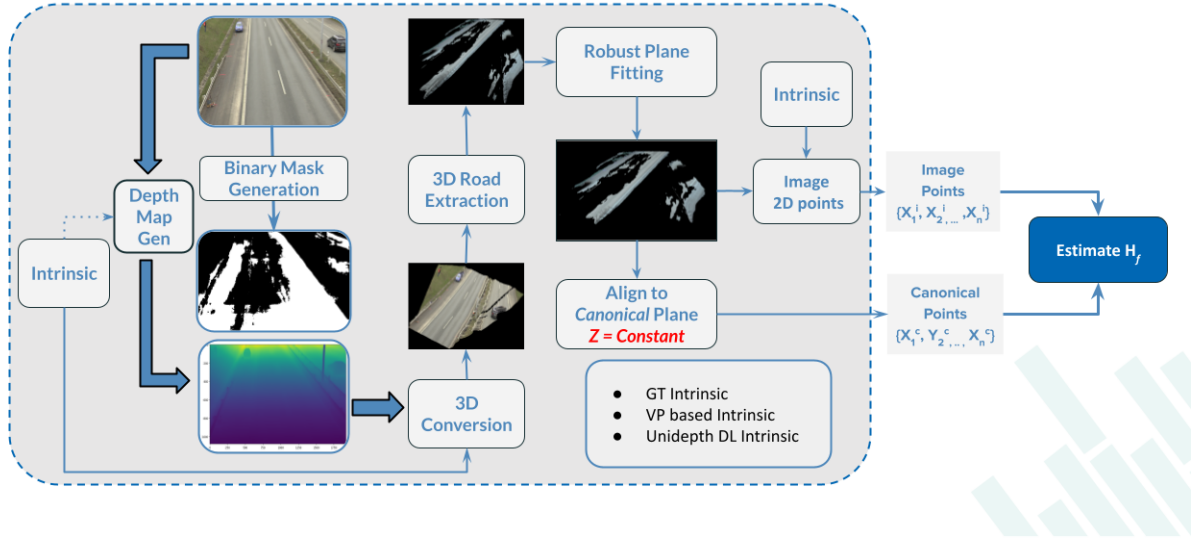 Robust Plane
Fitting
Intrinsic
Binary Mask
Generation
3D Road
Extraction
Depth
Map
Gen
Image
2D points
Image
Points
{X₁ⁱ, X₂ⁱ,... ,Xₙⁱ}
Estimate H_f
Intrinsic
Align to
Canonical Plane
Z = Constant
Canonical
Points
{X₁ᶜ, Y₂ᶜ,..., Xₙᶜ}
3D
Conversion
● GT Intrinsic
● VP based Intrinsic
● Unidepth DL Intrinsic